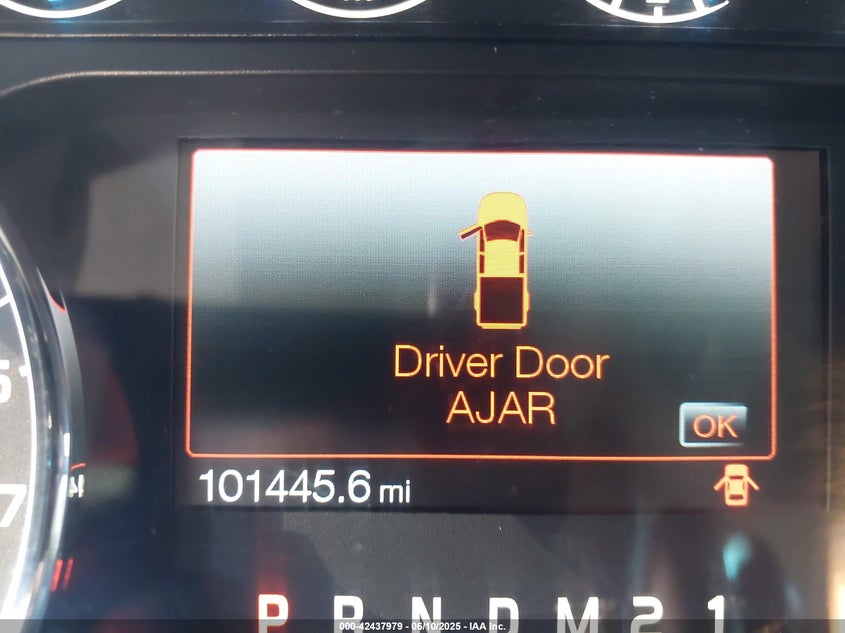 Driver Door
AJAR
OK
101445.6 mi
P R N D M 2 1
000-42437979 - 06/10/2025 - IAA Inc.